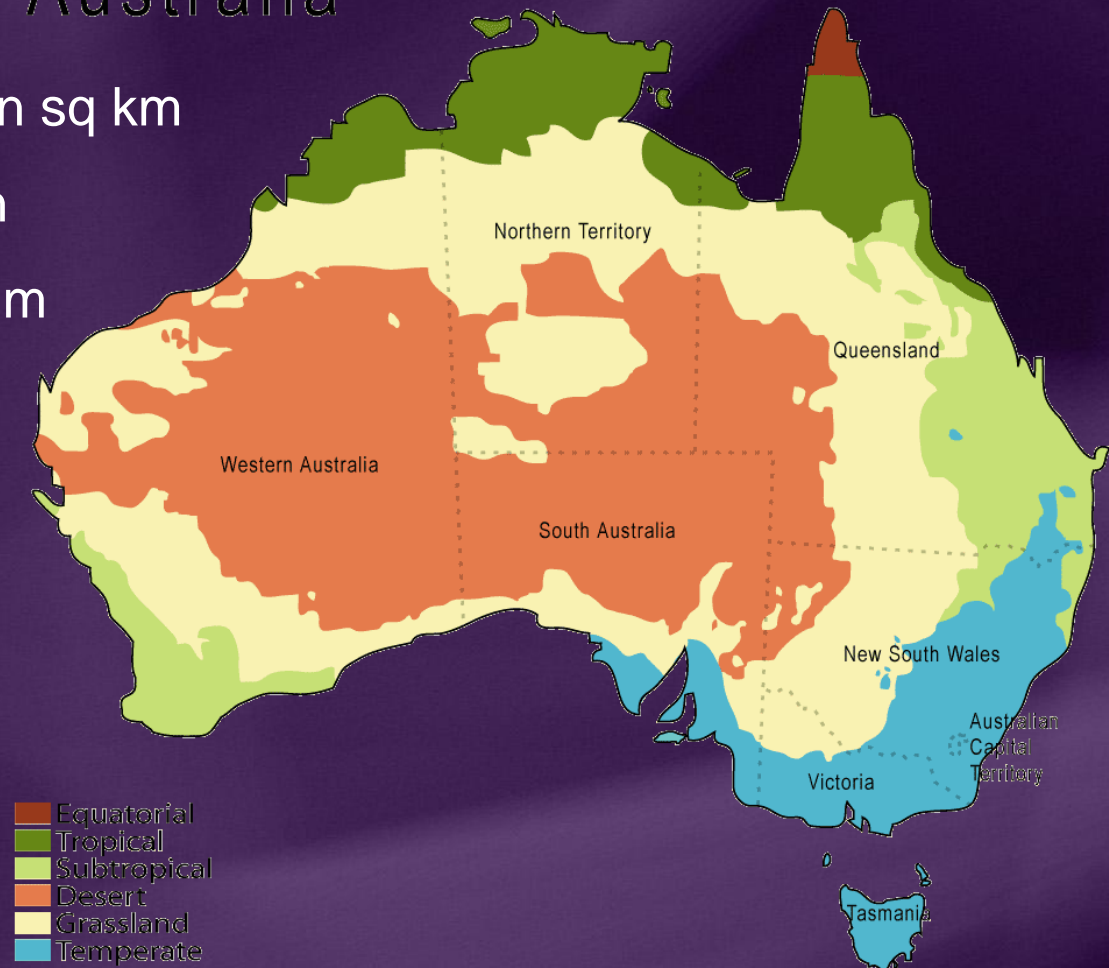 Australia
n sq km
n
m
Northern Territory
Queensland
Western Australia
South Australia
New South Wales
Australian
Capital
Territory
Victoria
Tasmania
Equatorial
Tropical
Subtropical
Desert
Grassland
Temperate